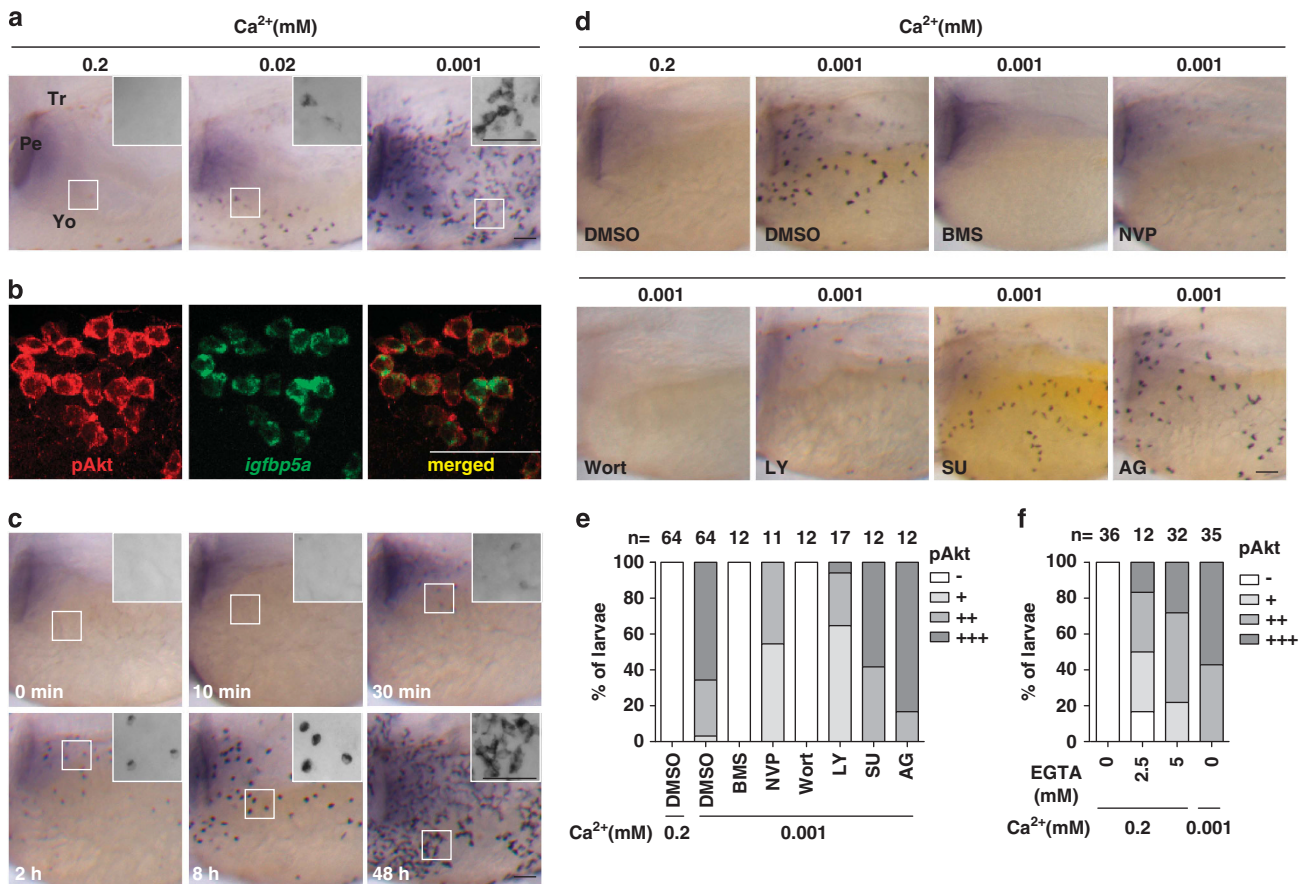 a
Ca2+(mM)
0.2 0.02 0.001
Tr
Pe
Yo
b
pAkt igfbp5a merged
c
0 min 10 min 30 min
2 h 8 h 48 h
d
Ca2+(mM)
0.2 0.001 0.001 0.001
DMSO DMSO BMS NVP
0.001 0.001 0.001 0.001
Wort LY SU AG
e
n= 64 64 12 11 12 17 12 12
pAkt
-
+
++
+++
100
80
60
40
20
0
% of larvae
DMSO DMSO BMS NVP Wort LY SU AG
Ca2+(mM) 0.2 0.001
f
n= 36 12 32 35
pAkt
-
+
++
+++
100
80
60
40
20
0
% of larvae
EGTA (mM)
0 2.5 5 0
Ca2+(mM) 0.2 0.001